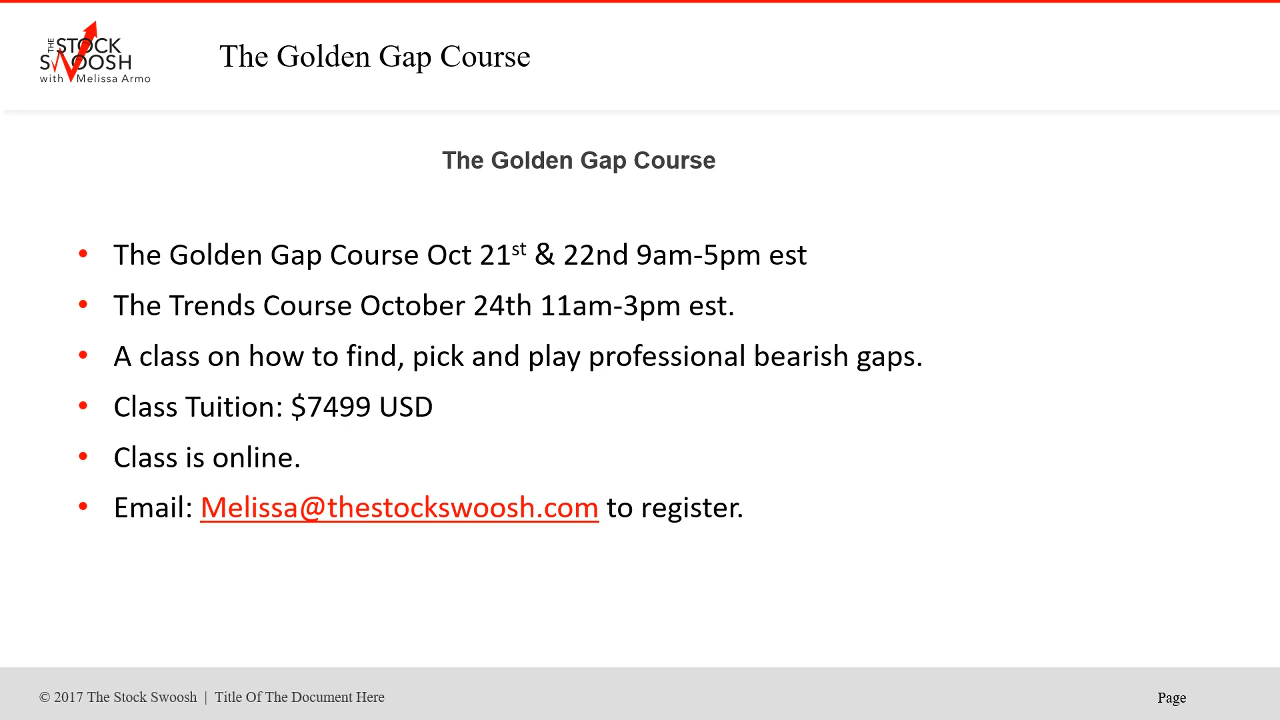 THE
STOCK
SWOOSH
with Melissa Armo
The Golden Gap Course
The Golden Gap Course
• The Golden Gap Course Oct 21st & 22nd 9am-5pm est
• The Trends Course October 24th 11am-3pm est.
• A class on how to find, pick and play professional bearish gaps.
• Class Tuition: $7499 USD
• Class is online.
• Email: Melissa@thestockswoosh.com to register.
© 2017 The Stock Swoosh | Title Of The Document Here
Page